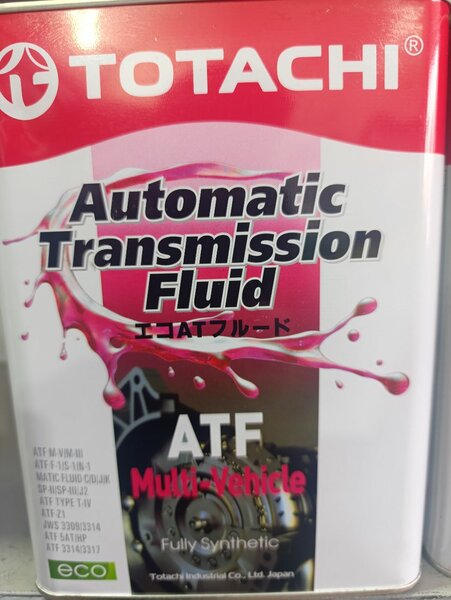 TOTACHI®
Automatic
Transmission
Fluid
エコATフルード
ATF
Multi-Vehicle
ATF M-V/M-III
ATF F-1/S-1/N-1
MATIC FLUID C/D/J/K
SP-II/SP-III/J2
ATF TYPE T-IV
ATF-Z1
JWS 3309/3314
ATF 5AT/HP
ATF 3314/3317
Fully Synthetic
eco
Totachi Industrial Co., Ltd. Japan